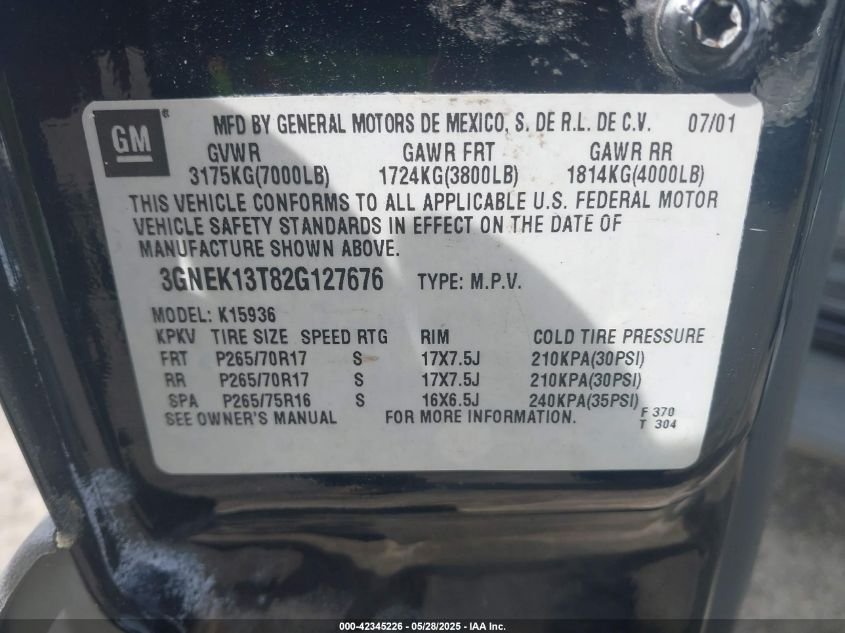 GM
MFD BY GENERAL MOTORS DE MEXICO, S. DE R.L. DE C.V. 07/01
GVWR GAWR FRT GAWR RR
3175KG(7000LB) 1724KG(3800LB) 1814KG(4000LB)
THIS VEHICLE CONFORMS TO ALL APPLICABLE U.S. FEDERAL MOTOR
VEHICLE SAFETY STANDARDS IN EFFECT ON THE DATE OF
MANUFACTURE SHOWN ABOVE.
3GNEK13T82G127676 TYPE: M.P.V.
MODEL: K15936
KPKV TIRE SIZE SPEED RTG RIM COLD TIRE PRESSURE
FRT P265/70R17 S 17X7.5J 210KPA(30PSI)
RR P265/70R17 S 17X7.5J 210KPA(30PSI)
SPA P265/75R16 S 16X6.5J 240KPA(35PSI)
SEE OWNER'S MANUAL FOR MORE INFORMATION. F 370
T 304
000-42345226 - 05/28/2025 - IAA Inc.